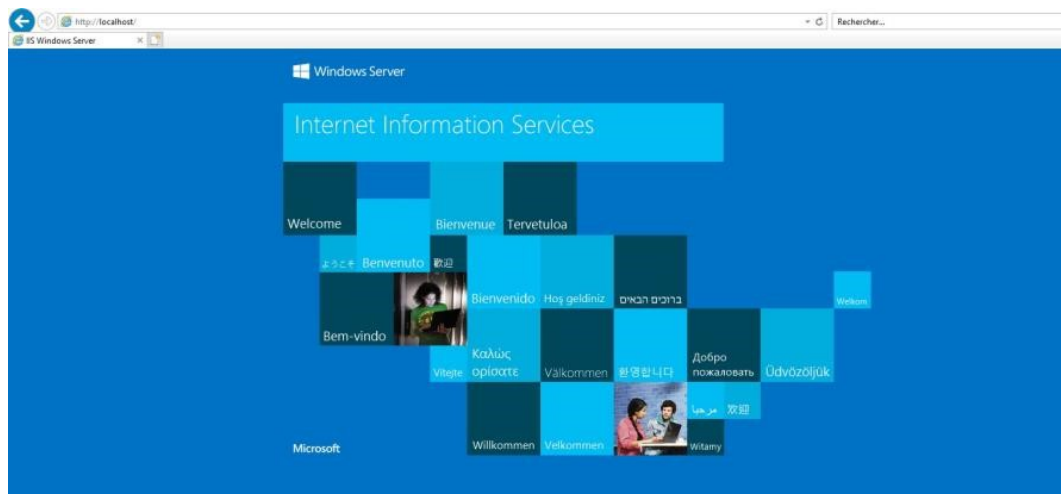 http://localhost/
Rechercher...
IIS Windows Server
Windows Server
Internet Information Services
Welcome
Bienvenue
Tervetuloa
ようこそ
Benvenuto
歡迎
Bienvenido
Hoş geldiniz
ברוכים הבאים
Welkom
Bem-vindo
Vítejte
Καλώς
ορίσατε
Välkommen
환영합니다
Добро
пожаловать
Üdvözöljük
مرحبا
欢迎
Willkommen
Velkommen
Witamy
Microsoft